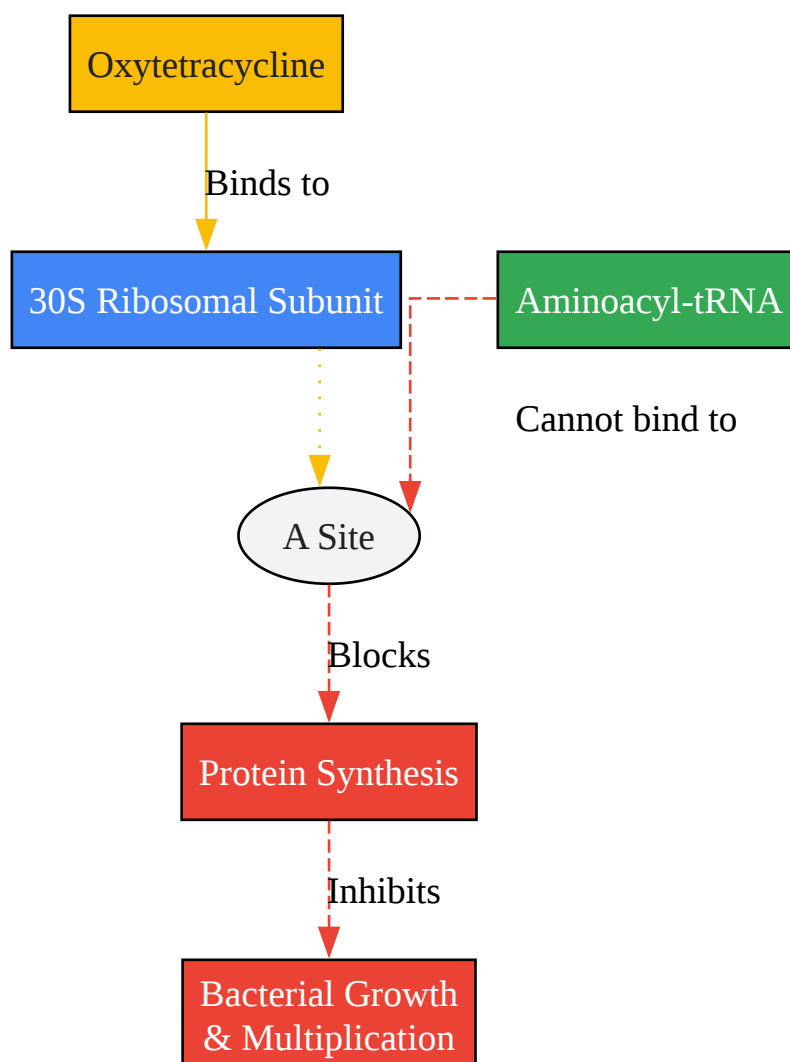 Oxytetracycline
Binds to
30S Ribosomal Subunit
Aminoacyl-tRNA
Cannot bind to
A Site
Blocks
Protein Synthesis
Inhibits
Bacterial Growth
& Multiplication